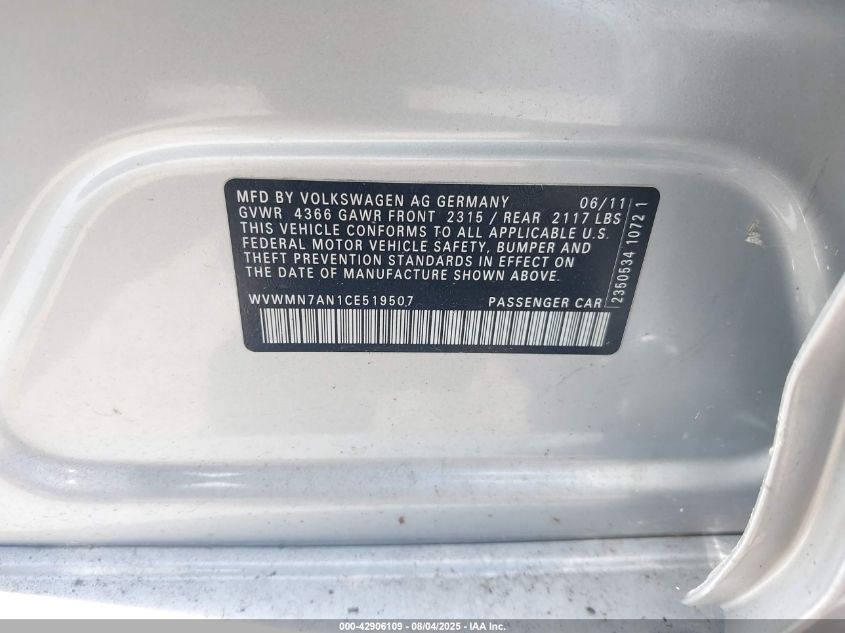 MFD BY VOLKSWAGEN AG GERMANY 06/11
GVWR 4366 GAWR FRONT 2315 / REAR 2117 LBS
THIS VEHICLE CONFORMS TO ALL APPLICABLE U.S.
FEDERAL MOTOR VEHICLE SAFETY, BUMPER AND
THEFT PREVENTION STANDARDS IN EFFECT ON
THE DATE OF MANUFACTURE SHOWN ABOVE.
WVWMN7AN1CE519507 PASSENGER CAR
2350534 1072 1
000-42906109 - 08/04/2025 - IAA Inc.